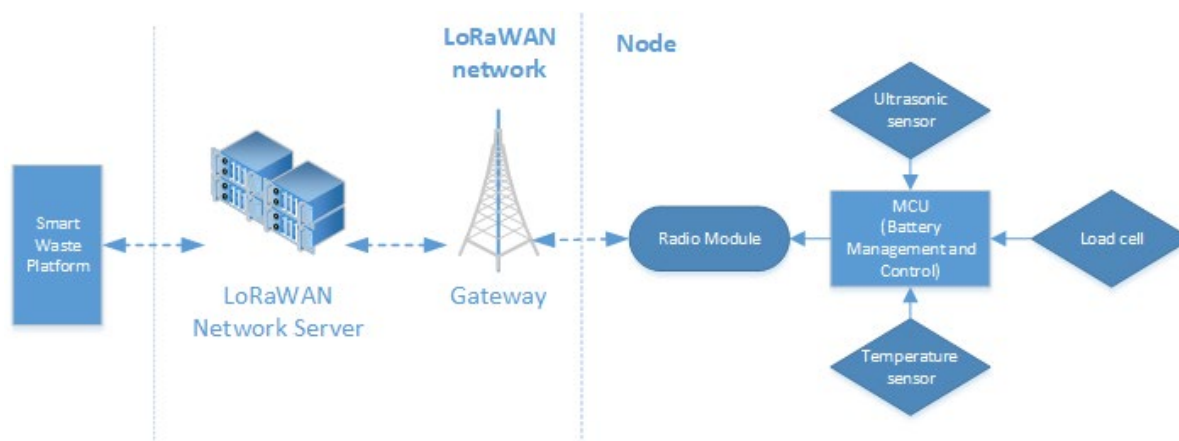 LoRaWAN
network
Node
Ultrasonic
sensor
Smart
Waste
Platform
MCU
(Battery
Management and
Control)
Radio Module
Load cell
LoRaWAN
Network Server
Gateway
Temperature
sensor